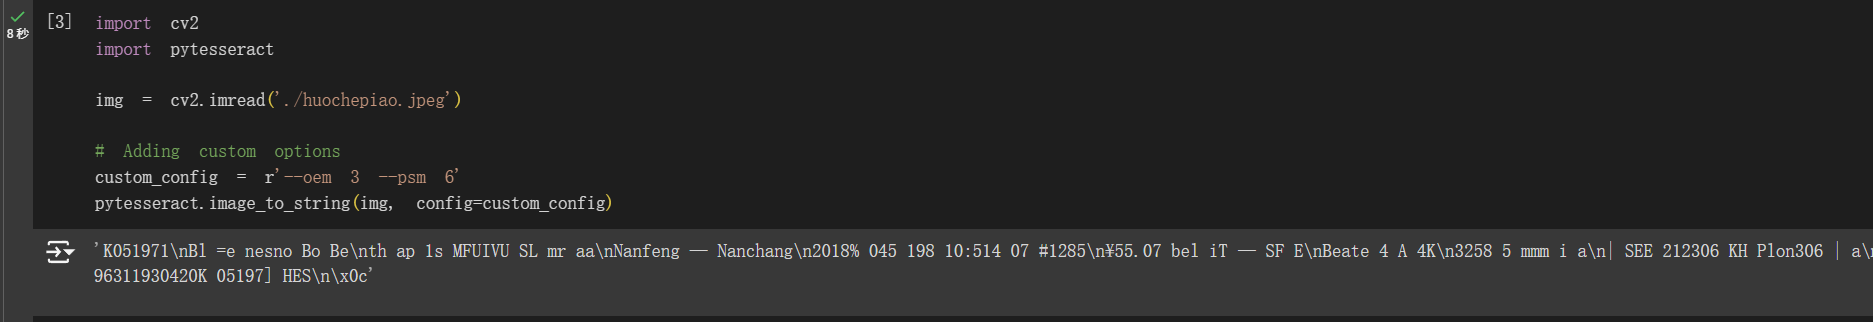 [3] import cv2
8秒
import pytesseract
img = cv2.imread('./huochepiao.jpeg')
# Adding custom options
custom_config = r'--oem 3 --psm 6'
pytesseract.image_to_string(img, config=custom_config)
'K051971\nBl =e nesno Bo Be\nth ap 1s MFUIVU SL mr aa\nNanfeng — Nanchang\n2018% 045 198 10:514 07 #1285\n¥55.07 bel iT — SF E\nBeate 4 A 4K\n3258 5 mmm i a\n| SEE 212306 KH Plon306 | a\n
96311930420K 05197] HES\n\x0c'